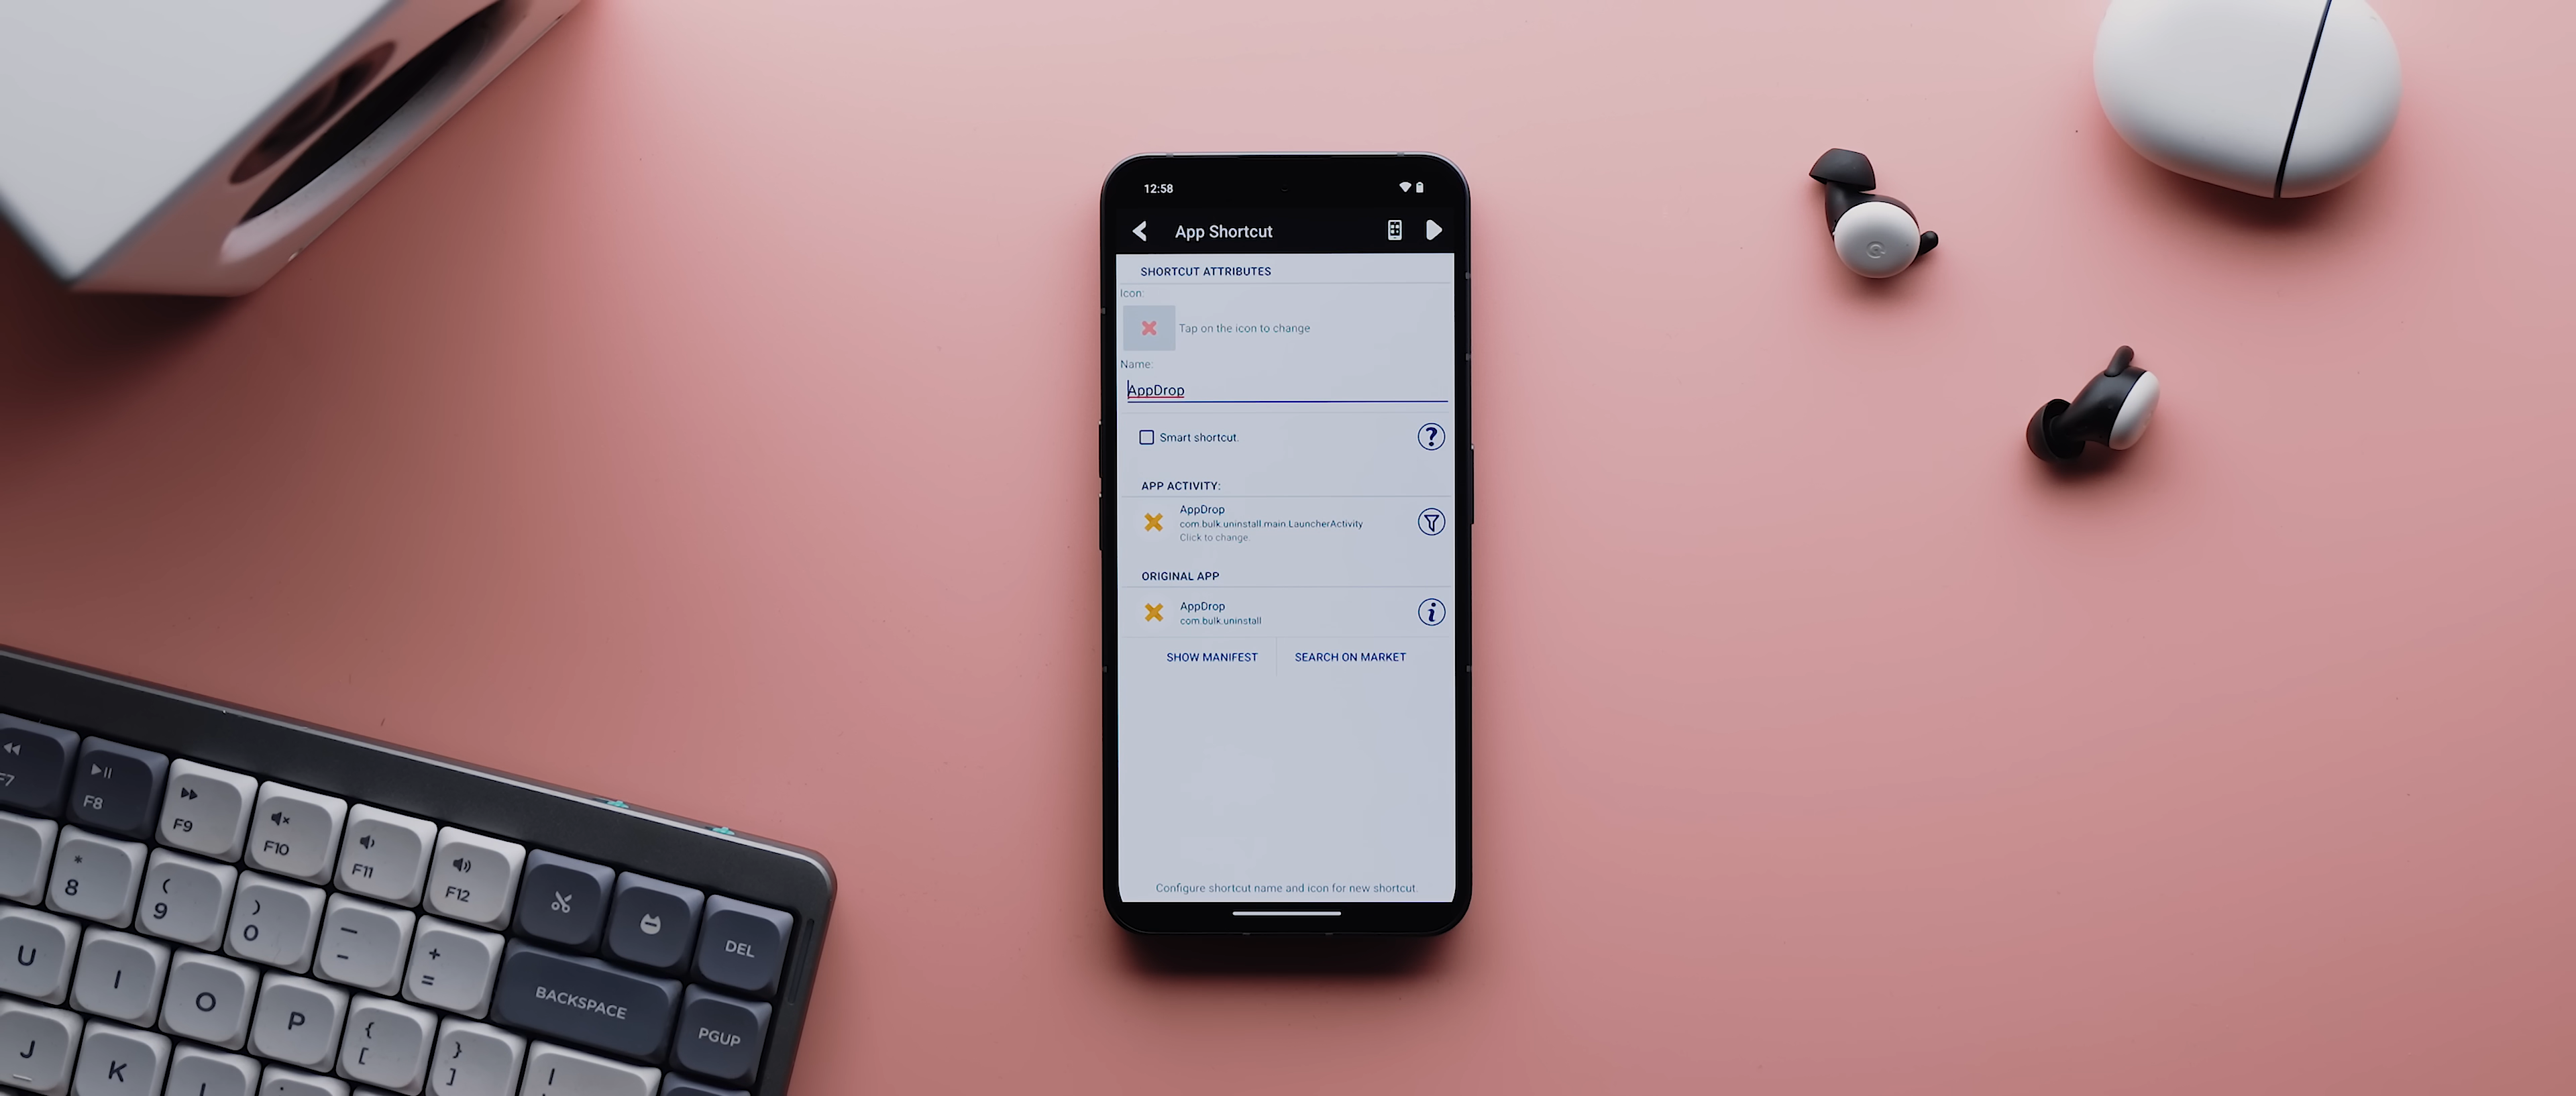 12:58
App Shortcut
SHORTCUT ATTRIBUTES
Icon:
Tap on the icon to change
Name:
AppDrop
Smart shortcut.
?
APP ACTIVITY:
AppDrop
com.bulk.uninstall.main.LauncherActivity
Click to change.
ORIGINAL APP
AppDrop
com.bulk.uninstall
i
SHOW MANIFEST
SEARCH ON MARKET
Configure shortcut name and icon for new shortcut.
G
F7
F8
F9
F10
F11
F12
* 8
( 9
) 0
— -
+ =
DEL
U
I
O
P
{ [
} ]
BACKSPACE
PGUP
J
K